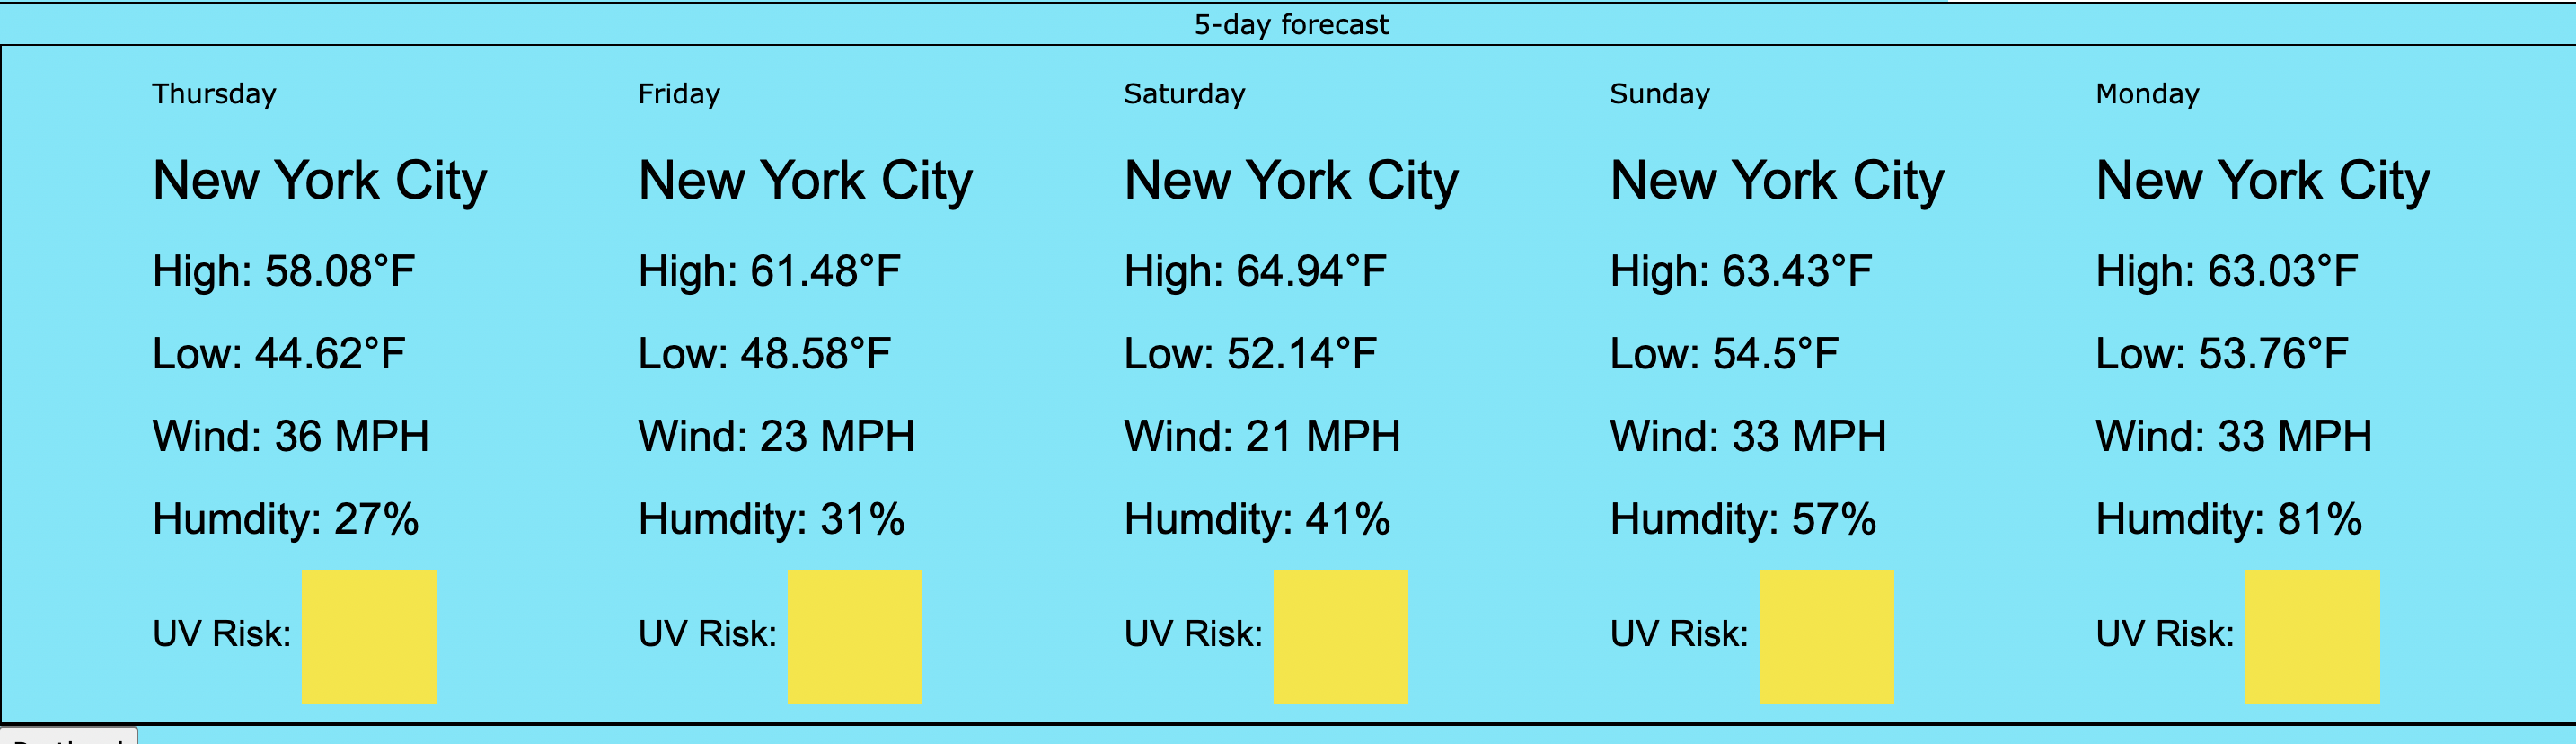 5-day forecast
Thursday
New York City
High: 58.08°F
Low: 44.62°F
Wind: 36 MPH
Humdity: 27%
UV Risk:
Friday
New York City
High: 61.48°F
Low: 48.58°F
Wind: 23 MPH
Humdity: 31%
UV Risk:
Saturday
New York City
High: 64.94°F
Low: 52.14°F
Wind: 21 MPH
Humdity: 41%
UV Risk:
Sunday
New York City
High: 63.43°F
Low: 54.5°F
Wind: 33 MPH
Humdity: 57%
UV Risk:
Monday
New York City
High: 63.03°F
Low: 53.76°F
Wind: 33 MPH
Humdity: 81%
UV Risk: